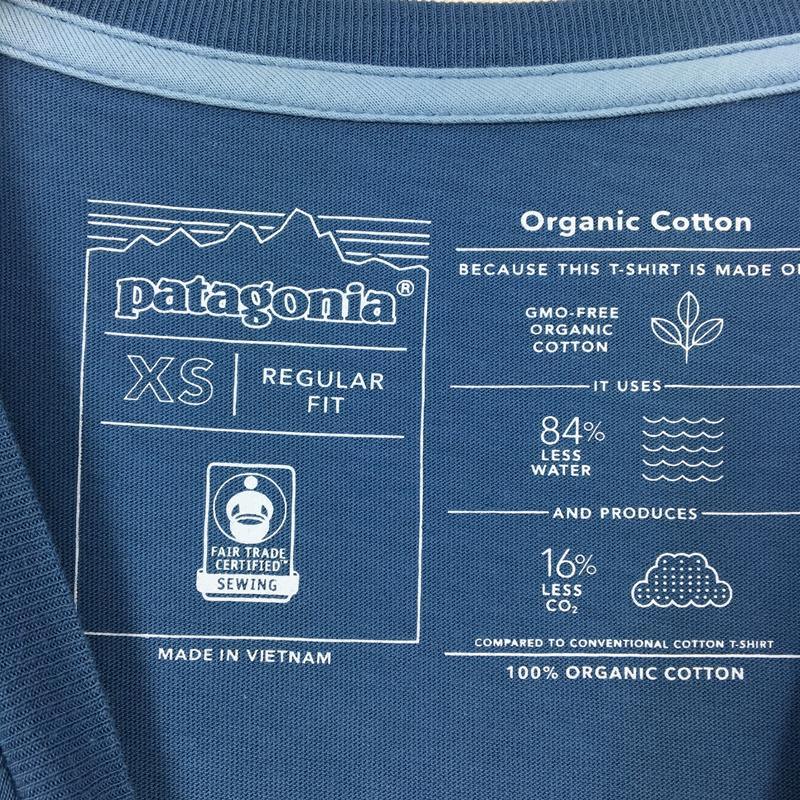 patagonia®
XS
REGULAR
FIT
FAIR TRADE
CERTIFIED™
SEWING
MADE IN VIETNAM
Organic Cotton
BECAUSE THIS T-SHIRT IS MADE
GMO-FREE
ORGANIC
COTTON
IT USES
84%
LESS
WATER
AND PRODUCES
16%
LESS
CO₂
COMPARED TO CONVENTIONAL COTTON T-SHIRT
100% ORGANIC COTTON